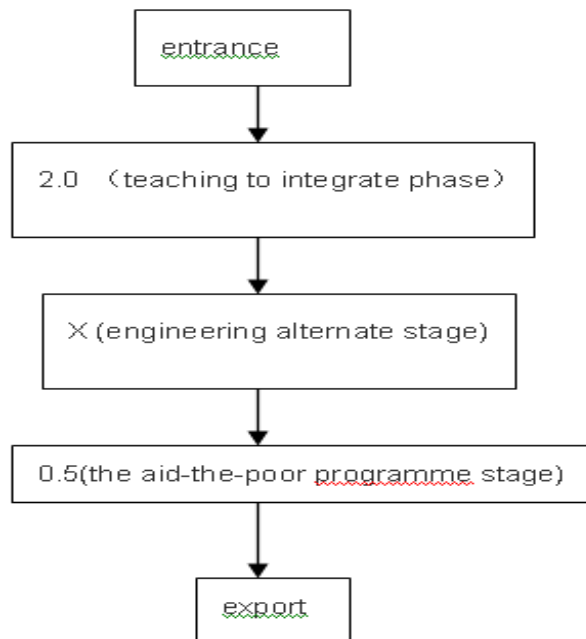 entrance
2.0 （teaching to integrate phase）
X (engineering alternate stage)
0.5(the aid-the-poor programme stage)
export